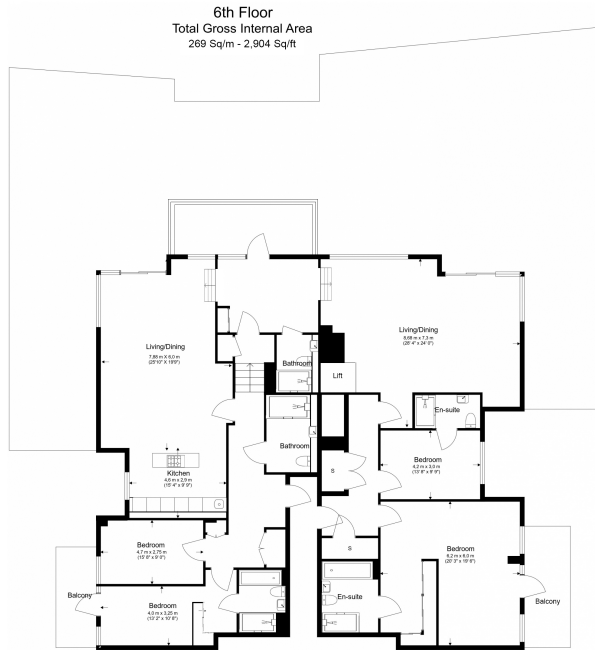 6th Floor
Total Gross Internal Area
269 Sq/m - 2,904 Sq/ft
Living/Dining
7,88 m X 6,0 m
(25'10" X 19'9")
Living/Dining
8,68 m x 7,3 m
(28' 4" x 24' 0")
Bathroom
Lift
En-suite
Bathroom
Bedroom
4,2 m x 3,0 m
(13' 8" x 9' 9")
Kitchen
4,6 m x 2,9 m
(15' 4" x 9' 9")
S
S
Bedroom
4.7 m x 2,75 m
(15'8" x 9' 0")
Bedroom
6,2 m x 6,0 m
(20' 3" x 19' 6")
Balcony
Bedroom
4.0 m x 3,25 m
(13' 2" x 10' 8")
En-suite
Balcony